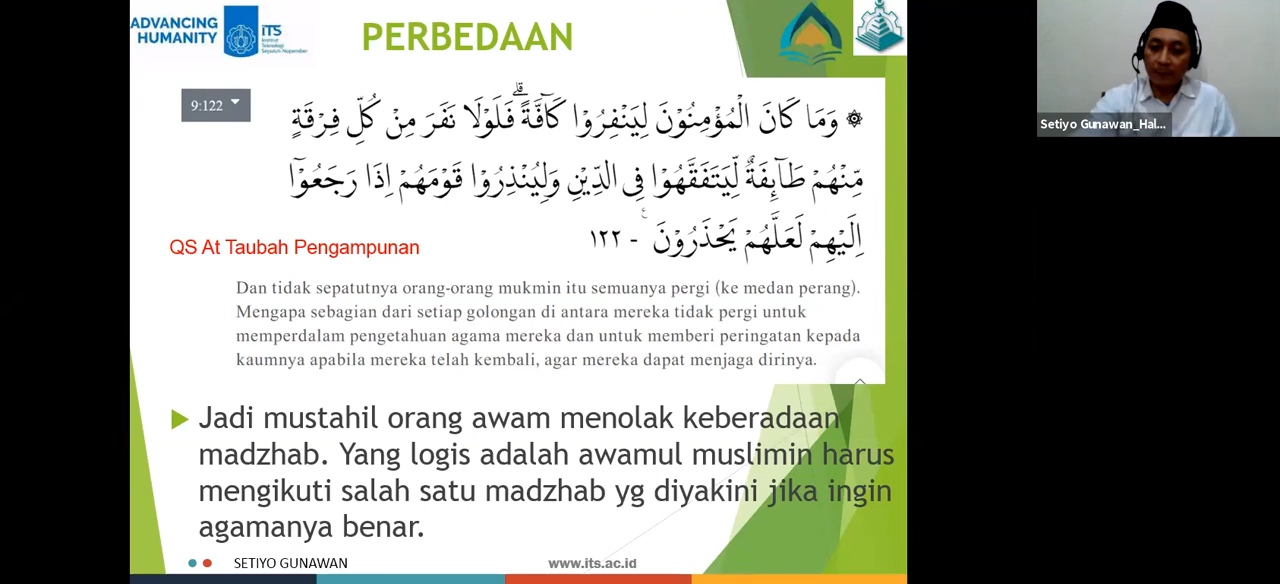 ADVANCING
HUMANITY
ITS
Institut
Teknologi
Sepuluh Nopember
PERBEDAAN
9:122
۞ وَمَا كَانَ الْمُؤْمِنُوْنَ لِيَنْفِرُوْا كَاۤفَّةًۗ فَلَوْلَا نَفَرَ مِنْ كُلِّ فِرْقَةٍ
مِّنْهُمْ طَاۤىِٕفَةٌ لِّيَتَفَقَّهُوْا فِى الدِّيْنِ وَلِيُنْذِرُوْا قَوْمَهُمْ اِذَا رَجَعُوْٓا
اِلَيْهِمْ لَعَلَّهُمْ يَحْذَرُوْنَ ࣖ - ١٢٢
QS At Taubah Pengampunan
Dan tidak sepatutnya orang-orang mukmin itu semuanya pergi (ke medan perang).
Mengapa sebagian dari setiap golongan di antara mereka tidak pergi untuk
memperdalam pengetahuan agama mereka dan untuk memberi peringatan kepada
kaumnya apabila mereka telah kembali, agar mereka dapat menjaga dirinya.
Jadi mustahil orang awam menolak keberadaan
madzhab. Yang logis adalah awamul muslimin harus
mengikuti salah satu madzhab yg diyakini jika ingin
agamanya benar.
SETIYO GUNAWAN
www.its.ac.id
Setiyo Gunawan_Hal...